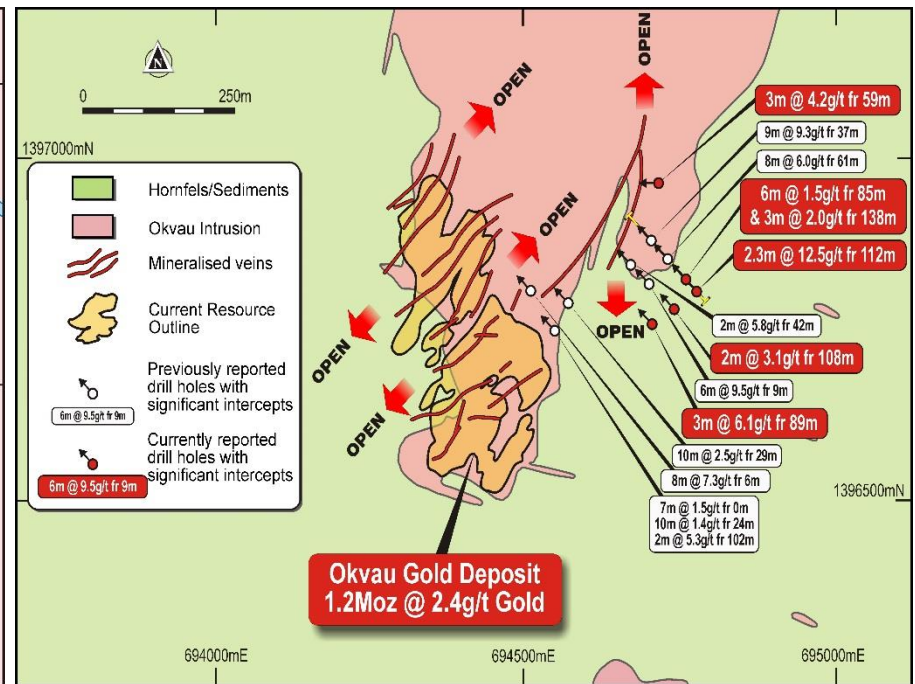 N
0 250m
1397000mN
Hornfels/Sediments
Okvau Intrusion
Mineralised veins
Current Resource
Outline
Previously reported
drill holes with
significant intercepts
6m @ 9.5g/t fr 9m
Currently reported
drill holes with
significant intercepts
6m @ 9.5g/t fr 9m
OPEN
OPEN
OPEN
OPEN
OPEN
OPEN
3m @ 4.2g/t fr 59m
9m @ 9.3g/t fr 37m
8m @ 6.0g/t fr 61m
6m @ 1.5g/t fr 85m
& 3m @ 2.0g/t fr 138m
2.3m @ 12.5g/t fr 112m
2m @ 5.8g/t fr 42m
2m @ 3.1g/t fr 108m
6m @ 9.5g/t fr 9m
3m @ 6.1g/t fr 89m
10m @ 2.5g/t fr 29m
8m @ 7.3g/t fr 6m
7m @ 1.5g/t fr 0m
10m @ 1.4g/t fr 24m
2m @ 5.3g/t fr 102m
1396500mN
Okvau Gold Deposit
1.2Moz @ 2.4g/t Gold
694000mE
694500mE
695000mE